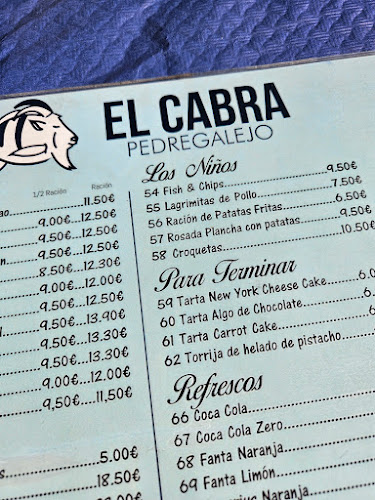 EL CABRA
PEDREGALEJO
1/2 Ración Ración
11.50€
9.00€...12.50€
9.50€...12.50€
9.50€...12.50€
8.50€...12.30€
9.00€...12.00€
9.50€...12.50€
9.50€...13.90€
9.50€...13.30€
9.50€...13.30€
9.00€...12.00€
9,50€...11,50€
5.00€
18.50€
Los Niños
54 Fish & Chips 9.50€
55 Lagrimitas de Pollo 7.50€
56 Ración de Patatas Fritas 6.50€
57 Rosada Plancha con patatas 9.50€
58 Croquetas 10.50€
Para Terminar
59 Tarta New York Cheese Cake
60 Tarta Algo de Chocolate
61 Tarta Carrot Cake
62 Torrija de helado de pistacho
Refrescos
66 Coca Cola
67 Coca Cola Zero
68 Fanta Naranja
69 Fanta Limón
Naranja